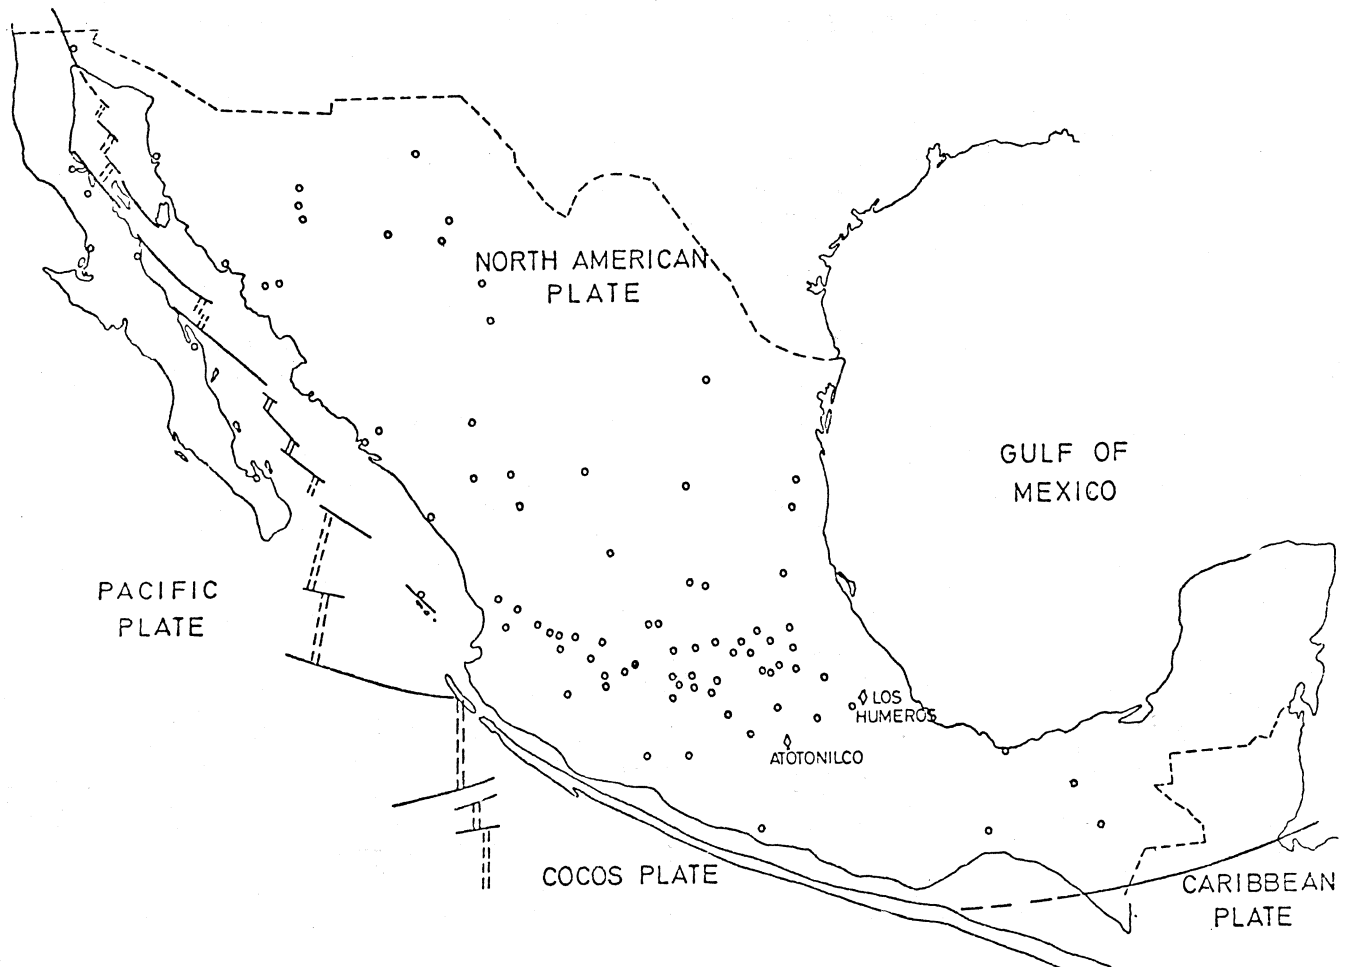 NORTH AMERICAN
PLATE
GULF OF
MEXICO
PACIFIC
PLATE
LOS
HUMEROS
ATOTONILCO
COCOS PLATE
CARIBBEAN
PLATE